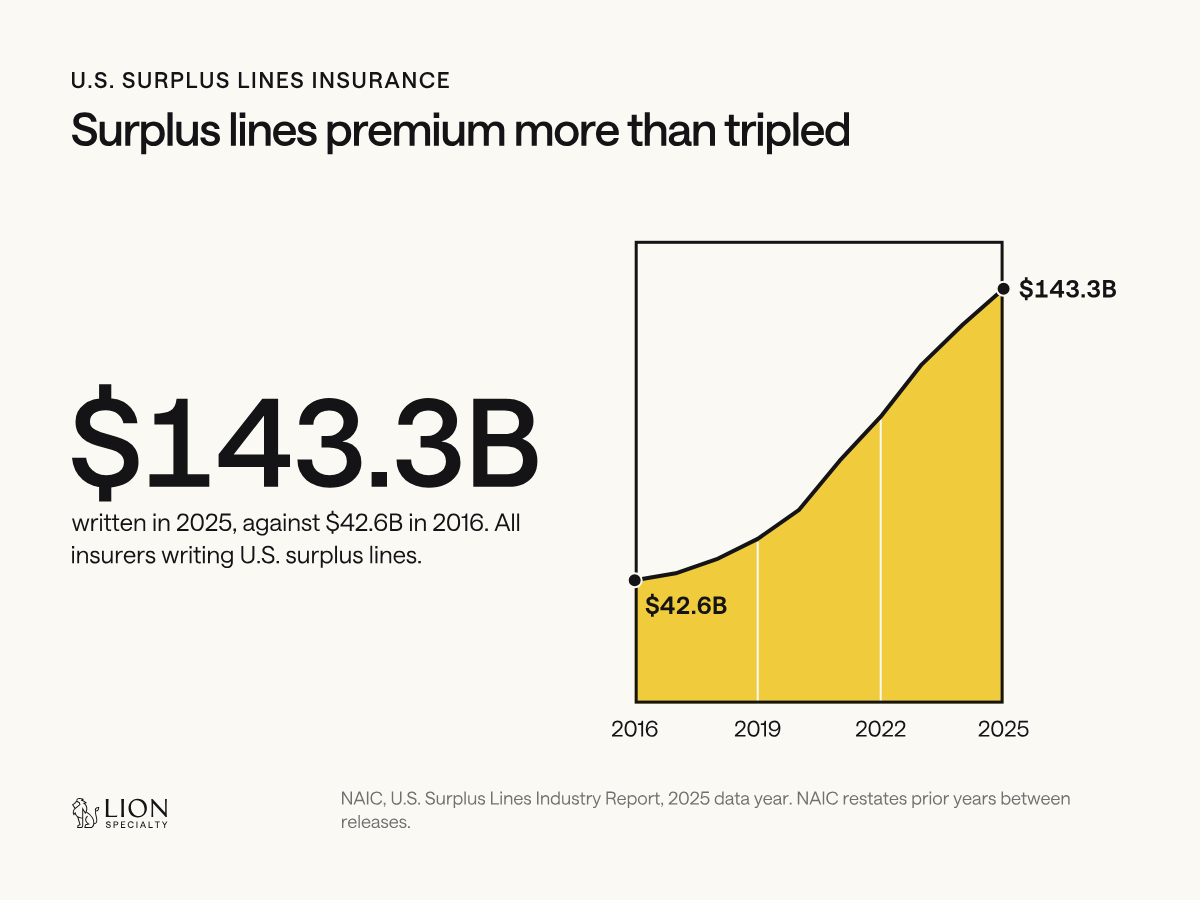 U.S. SURPLUS LINES INSURANCE
Surplus lines premium more than tripled
$143.3B
written in 2025, against $42.6B in 2016. All
insurers writing U.S. surplus lines.
$143.3B
$42.6B
2016 2019 2022 2025
LION
SPECIALTY
NAIC, U.S. Surplus Lines Industry Report, 2025 data year. NAIC restates prior years between
releases.